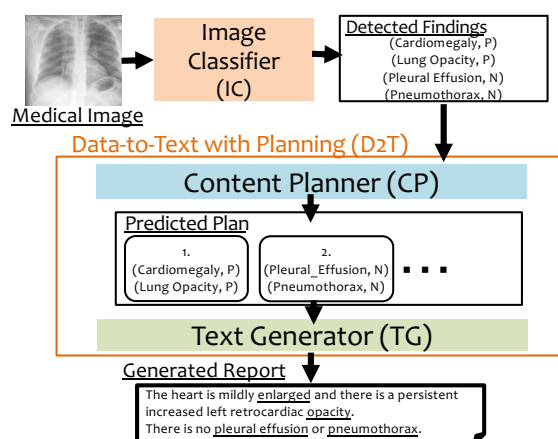 Image
Classifier
(IC)
Detected Findings
(Cardiomegaly, P)
(Lung Opacity, P)
(Pleural Effusion, N)
(Pneumothorax, N)
Medical Image
Data-to-Text with Planning (D2T)
Content Planner (CP)
Predicted Plan
1.
(Cardiomegaly, P)
(Lung Opacity, P)
2.
(Pleural_Effusion, N)
(Pneumothorax, N)
...
Text Generator (TG)
Generated Report
The heart is mildly enlarged and there is a persistent
increased left retrocardiac opacity.
There is no pleural effusion or pneumothorax.